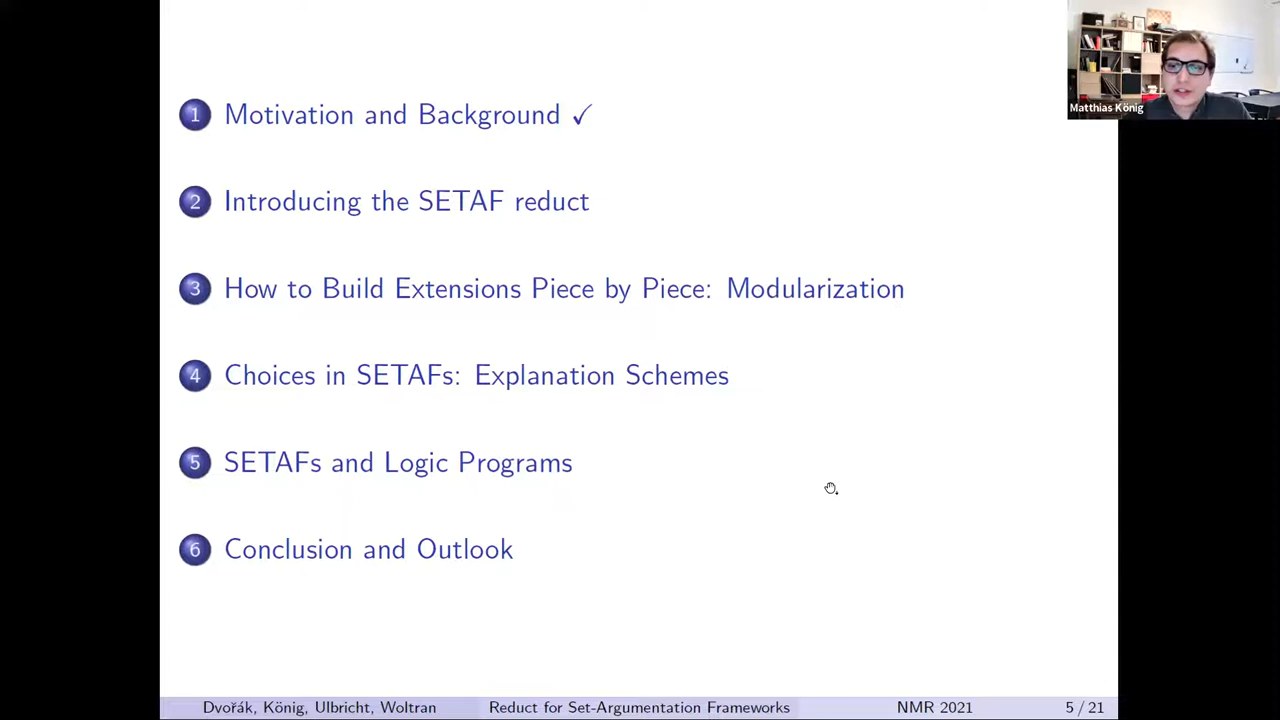 1 Motivation and Background ✓
2 Introducing the SETAF reduct
3 How to Build Extensions Piece by Piece: Modularization
4 Choices in SETAFs: Explanation Schemes
5 SETAFs and Logic Programs
6 Conclusion and Outlook
Matthias König
Dvořák, König, Ulbricht, Woltran Reduct for Set-Argumentation Frameworks NMR 2021 5 / 21